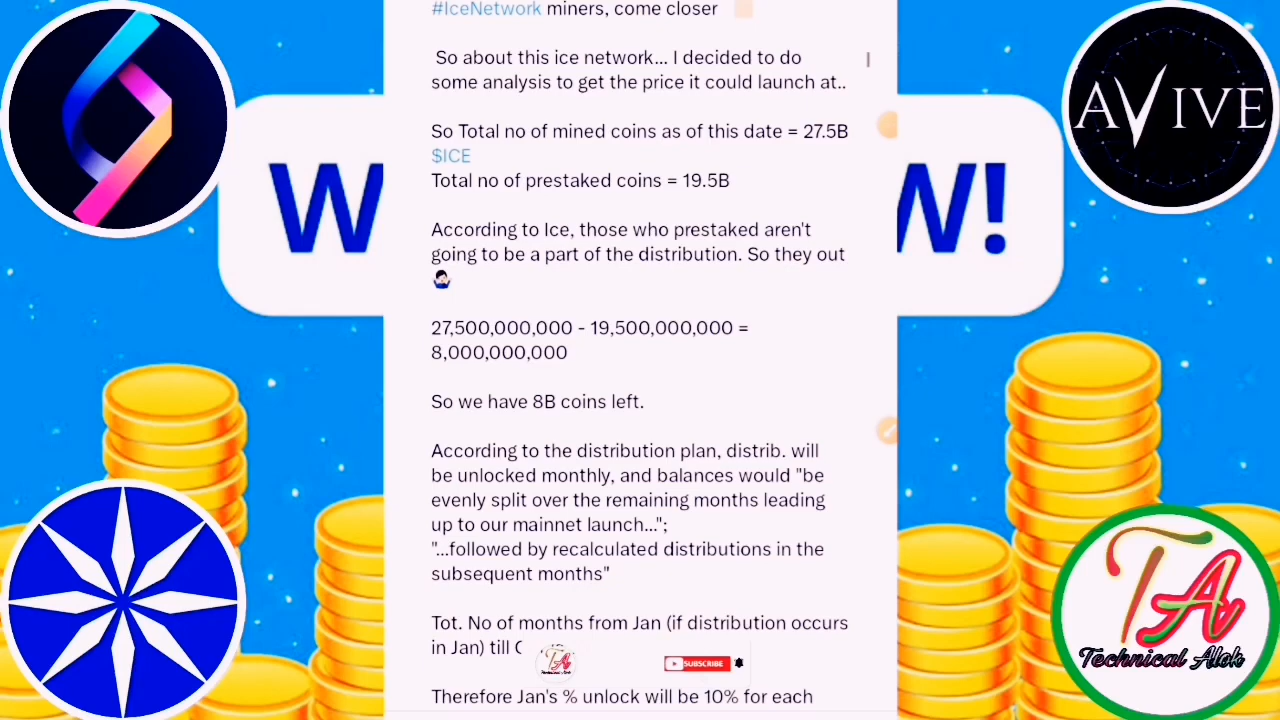 #IceNetwork miners, come closer
So about this ice network... I decided to do
some analysis to get the price it could launch at..
So Total no of mined coins as of this date = 27.5B
$ICE
Total no of prestaked coins = 19.5B
According to Ice, those who prestaked aren't
going to be a part of the distribution. So they out
27,500,000,000 - 19,500,000,000 =
8,000,000,000
So we have 8B coins left.
According to the distribution plan, distrib. will
be unlocked monthly, and balances would "be
evenly split over the remaining months leading
up to our mainnet launch...";
"...followed by recalculated distributions in the
subsequent months"
Tot. No of months from Jan (if distribution occurs
in Jan) till
Therefore Jan's % unlock will be 10% for each
W
W!
AVIVE
TA
Technical Alok
TA
SUBSCRIBE